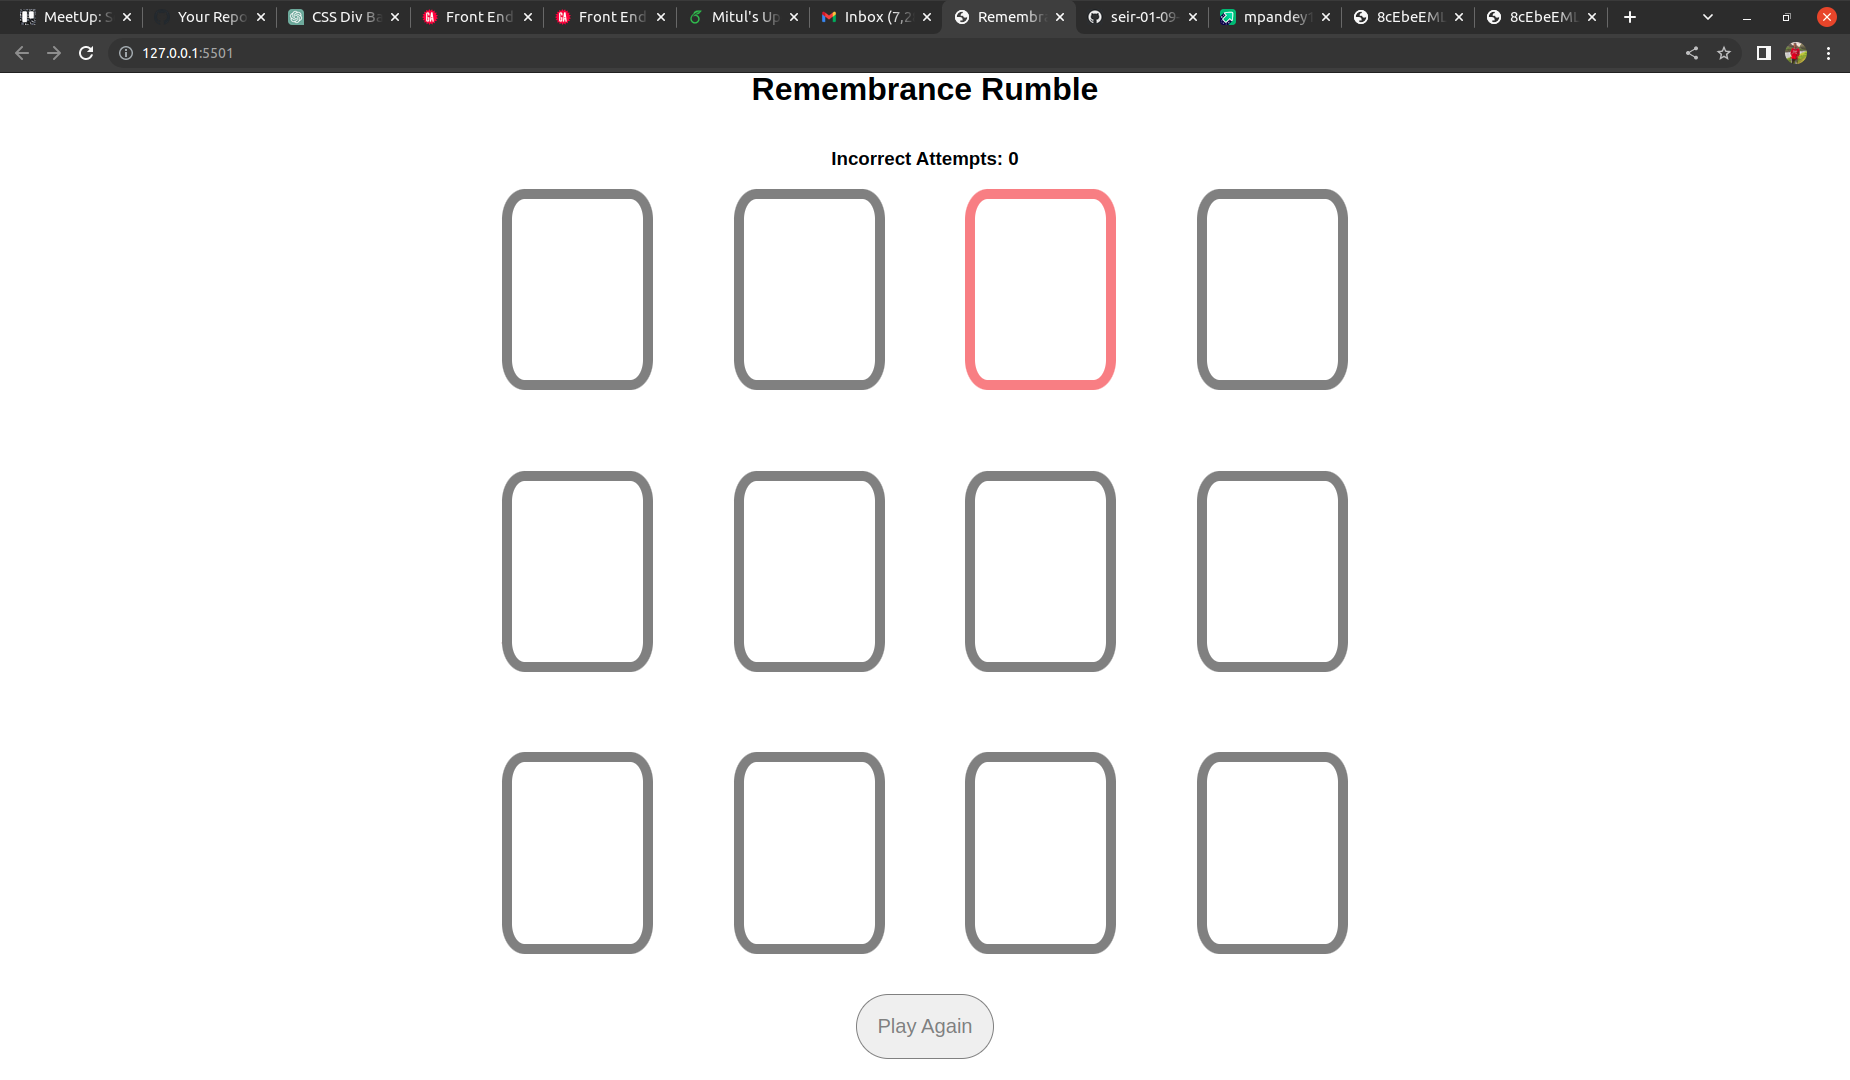 MeetUp: S
Your Repo
CSS Div Ba
Front End
Front End
Mitul's Up
Inbox (7,2
Remembr
seir-01-09-
mpandey1
8cEbeEML
8cEbeEML
127.0.0.1:5501
Remembrance Rumble
Incorrect Attempts: 0
Play Again